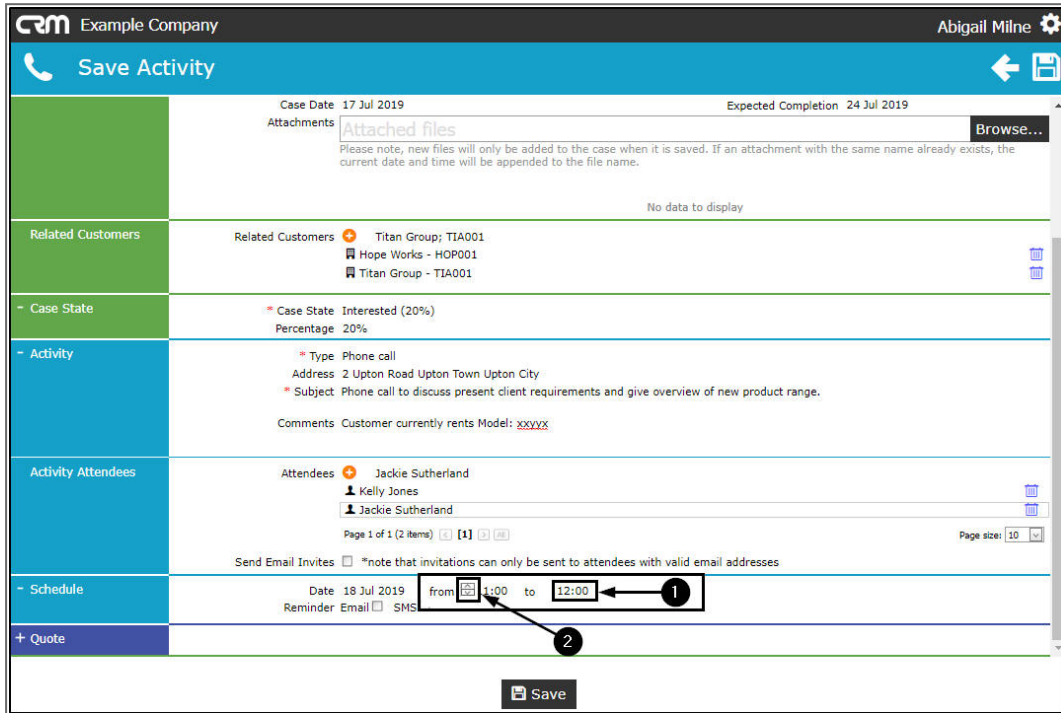 CRM Example Company
Abigail Milne
Save Activity
Case Date 17 Jul 2019 Expected Completion 24 Jul 2019
Attachments Attached files Browse...
Please note, new files will only be added to the case when it is saved. If an attachment with the same name already exists, the
current date and time will be appended to the file name.
No data to display
Related Customers Related Customers Titan Group; TIA001
Hope Works - HOP001
Titan Group - TIA001
- Case State * Case State Interested (20%)
Percentage 20%
- Activity * Type Phone call
Address 2 Upton Road Upton Town Upton City
* Subject Phone call to discuss present client requirements and give overview of new product range.
Comments Customer currently rents Model: xxyyx
Activity Attendees Attendees Jackie Sutherland
Kelly Jones
Jackie Sutherland
Page 1 of 1 (2 items) < [1] > All Page size: 10
Send Email Invites *note that invitations can only be sent to attendees with valid email addresses
- Schedule Date 18 Jul 2019 from 1:00 to 12:00 1
Reminder Email SMS
2
+ Quote
Save